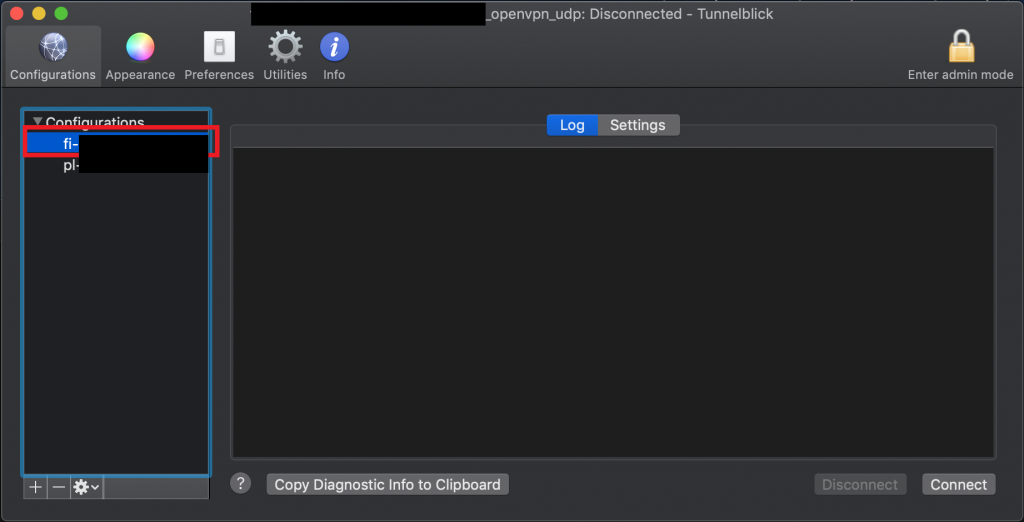 _openvpn_udp: Disconnected - Tunnelblick
Configurations Appearance Preferences Utilities Info Enter admin mode
Configurations
fi-
pl-
Log Settings
? Copy Diagnostic Info to Clipboard Disconnect Connect